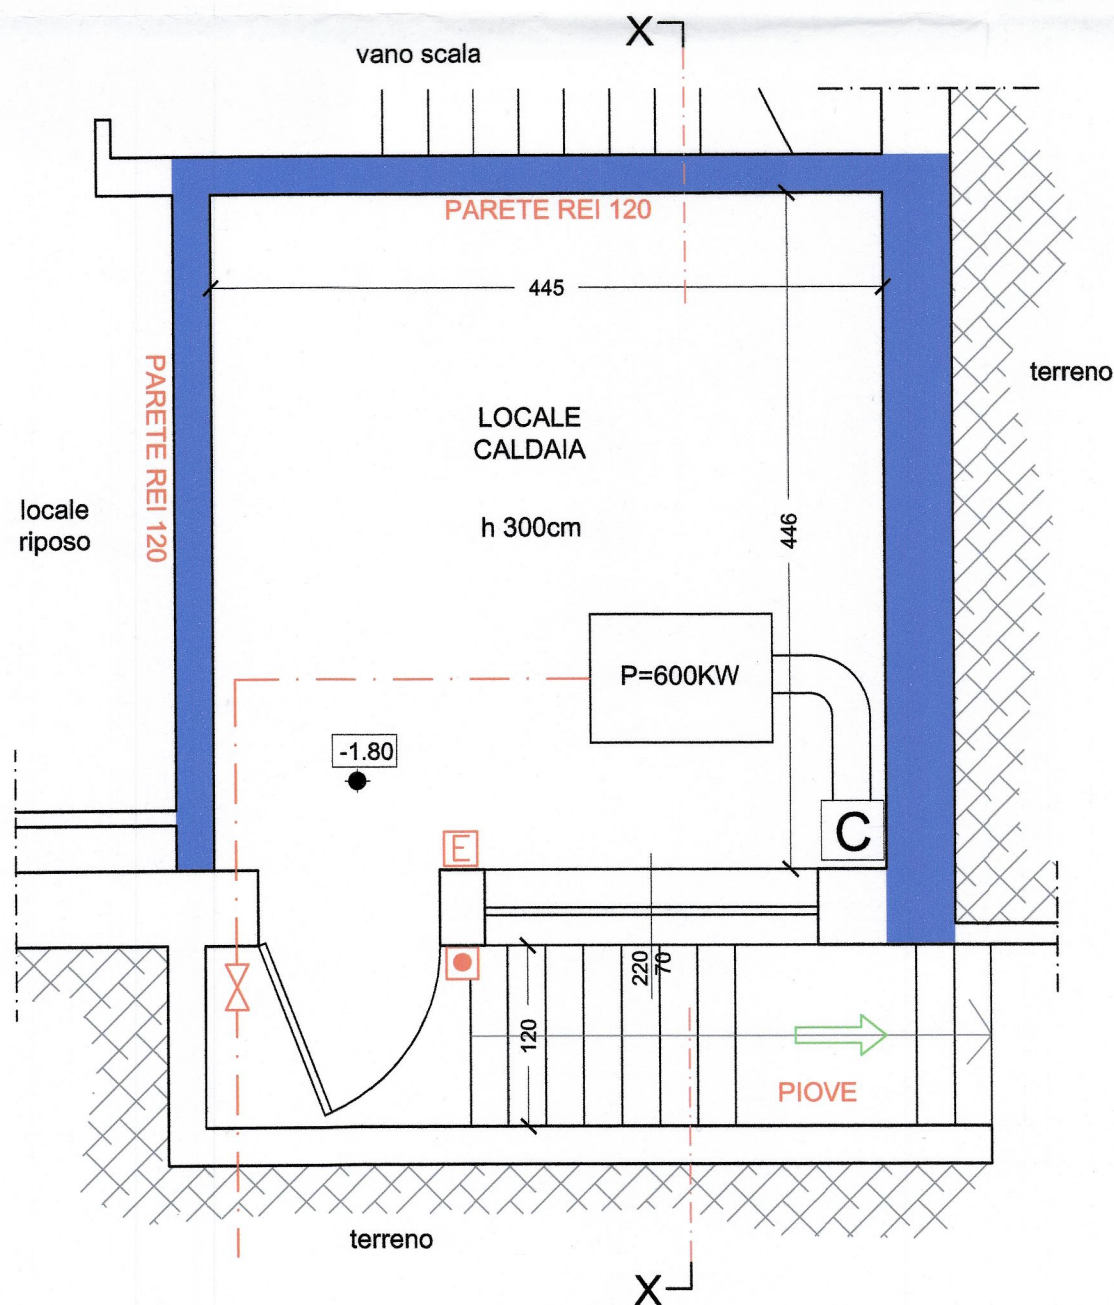 X
vano scala
PARETE REI 120
445
terreno
PARETE REI 120
LOCALE
CALDAIA
h 300cm
446
locale
riposo
P=600KW
-1.80
C
E
220
70
120
PIOVE
terreno
X